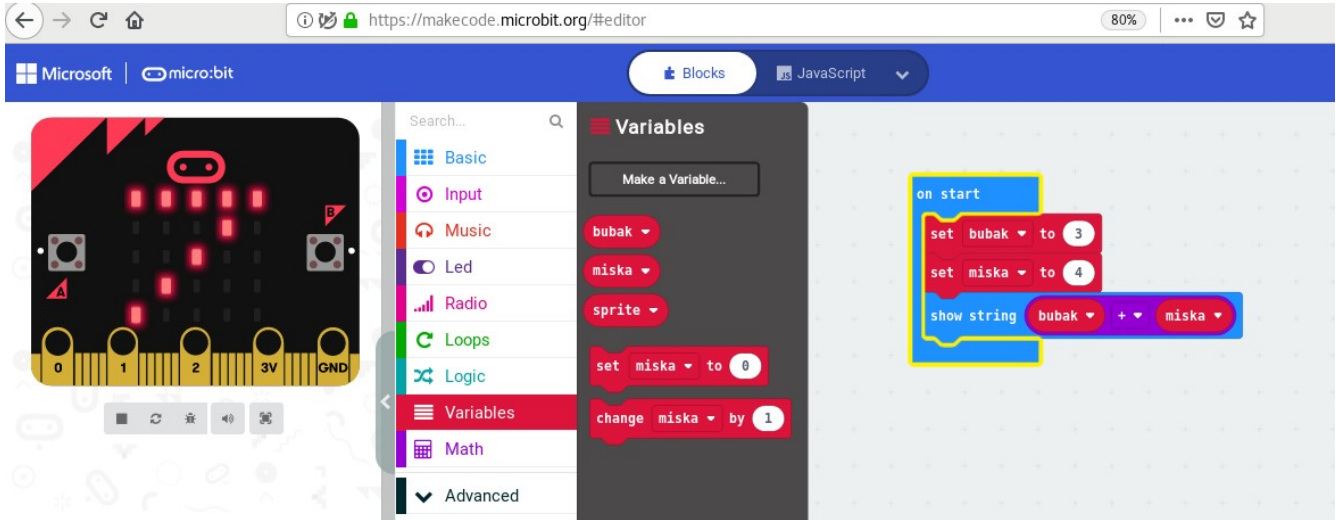 https://makecode.microbit.org/#editor 80%
Microsoft micro:bit Blocks JS JavaScript
Search...
Basic
Input
Music
Led
Radio
Loops
Logic
Variables
Math
Advanced
Variables
Make a Variable...
bubak
miska
sprite
set miska to 0
change miska by 1
on start
set bubak to 3
set miska to 4
show string bubak + miska
B
A
0 1 2 3V GND